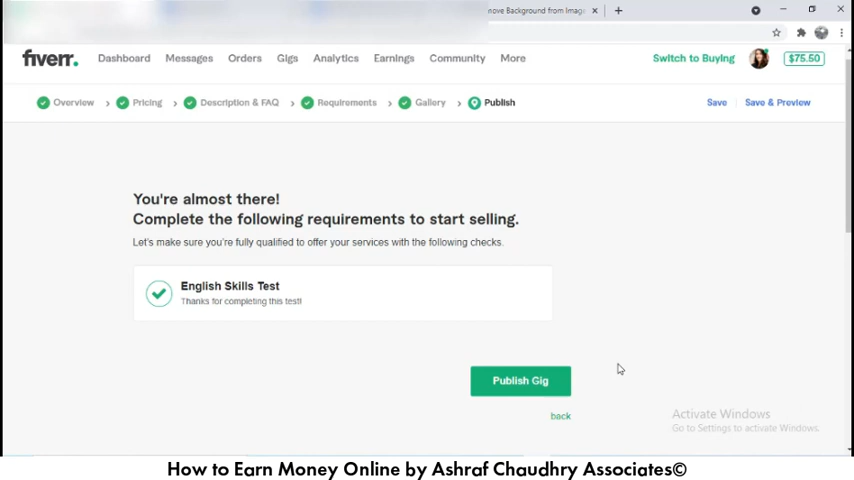 move Background from Image
fiverr. Dashboard Messages Orders Gigs Analytics Earnings Community More Switch to Buying $75.50
Overview Pricing Description & FAQ Requirements Gallery Publish Save Save & Preview
You're almost there!
Complete the following requirements to start selling.
Let's make sure you're fully qualified to offer your services with the following checks.
English Skills Test
Thanks for completing this test!
Publish Gig
back
Activate Windows
Go to Settings to activate Windows.
How to Earn Money Online by Ashraf Chaudhry Associates©